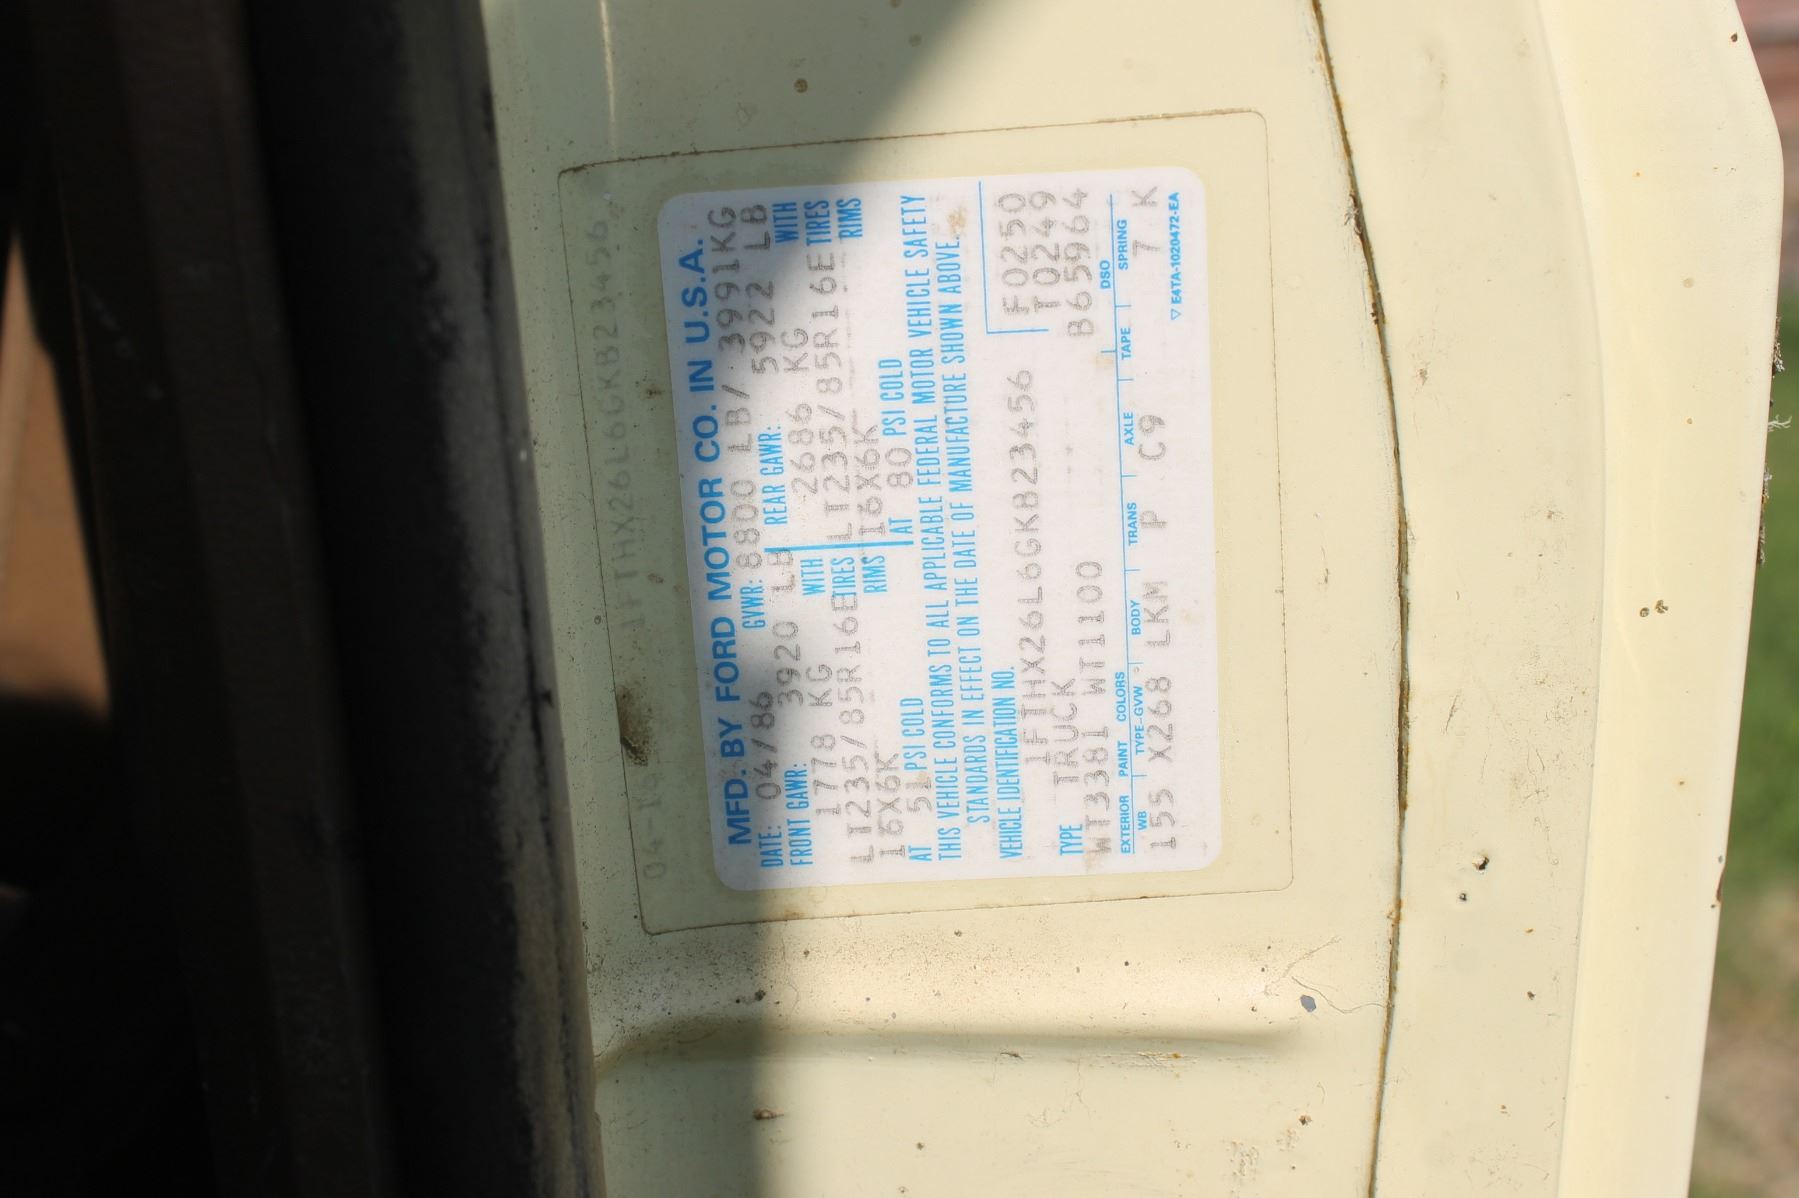 04-19 1FTHX26L6GKB23456
MFD. BY FORD MOTOR CO. IN U.S.A.
DATE: 04/86 GVWR: 8800 LB/ 3991KG
FRONT GAWR: 3920 LB REAR GAWR: 5922 LB
1778 KG WITH 2686 KG WITH
LT235/85R16E TIRES LT235/85R16E TIRES
16X6K RIMS 16X6K RIMS
AT 51 PSI COLD AT 80 PSI COLD
THIS VEHICLE CONFORMS TO ALL APPLICABLE FEDERAL MOTOR VEHICLE SAFETY
STANDARDS IN EFFECT ON THE DATE OF MANUFACTURE SHOWN ABOVE.
VEHICLE IDENTIFICATION NO.
1FTHX26L6GKB23456 F0250
TYPE TRUCK T0249
WT3381 WT1100 B65964
EXTERIOR PAINT COLORS DSO
WB TYPE-GVW BODY TRANS AXLE TAPE SPRING
155 X268 LKM P C9 7 K
▽ E4TA-1020472-EA